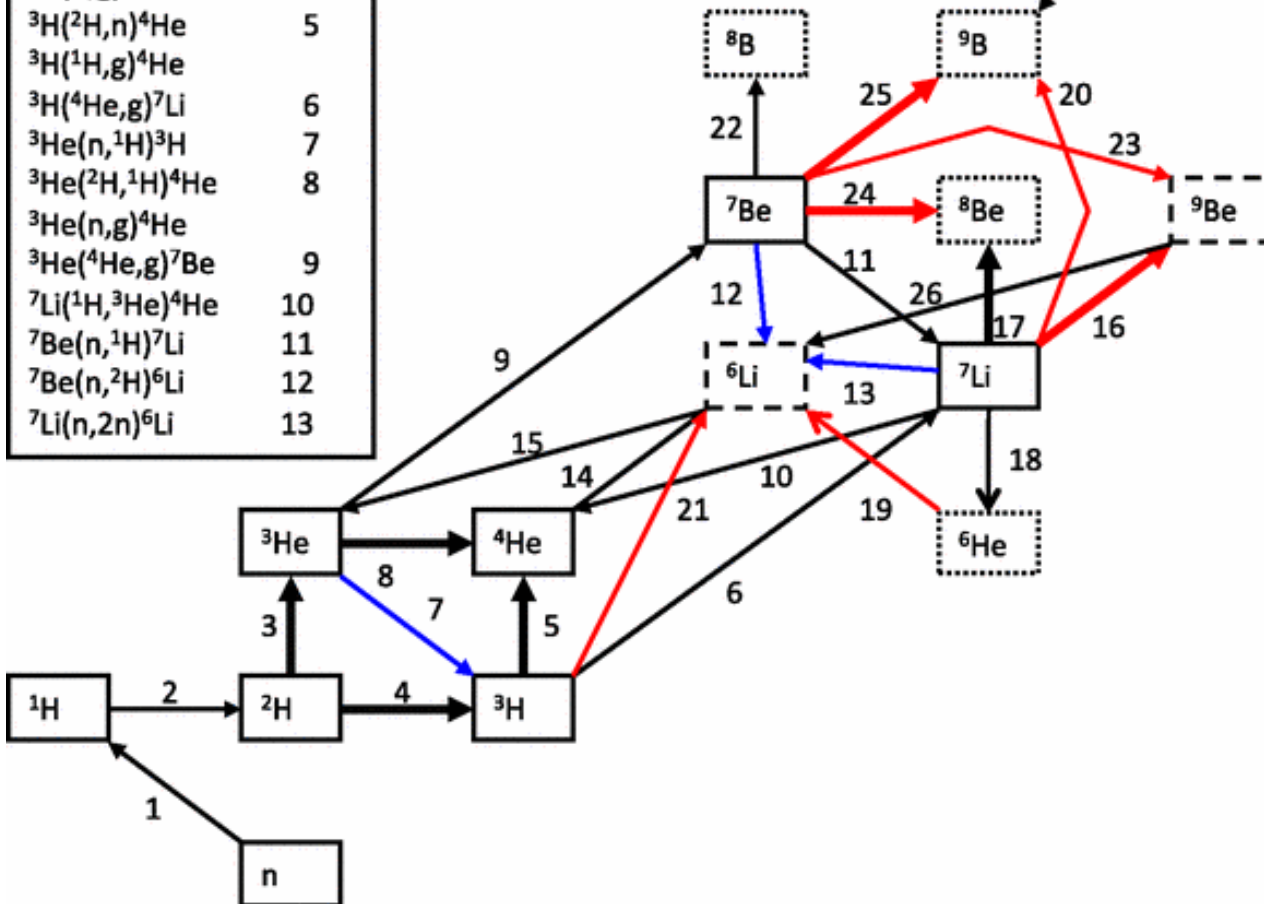 ³H(²H,n)⁴He 5
³H(¹H,g)⁴He
³H(⁴He,g)⁷Li 6
³He(n,¹H)³H 7
³He(²H,¹H)⁴He 8
³He(n,g)⁴He
³He(⁴He,g)⁷Be 9
⁷Li(¹H,³He)⁴He 10
⁷Be(n,¹H)⁷Li 11
⁷Be(n,²H)⁶Li 12
⁷Li(n,2n)⁶Li 13
⁸B
⁹B
25
20
22
23
⁷Be
24
⁸Be
⁹Be
11
12
26
17
16
9
⁶Li
13
⁷Li
15
14
10
18
21
19
³He
⁴He
⁶He
8
7
6
3
5
¹H
2
²H
4
³H
1
n